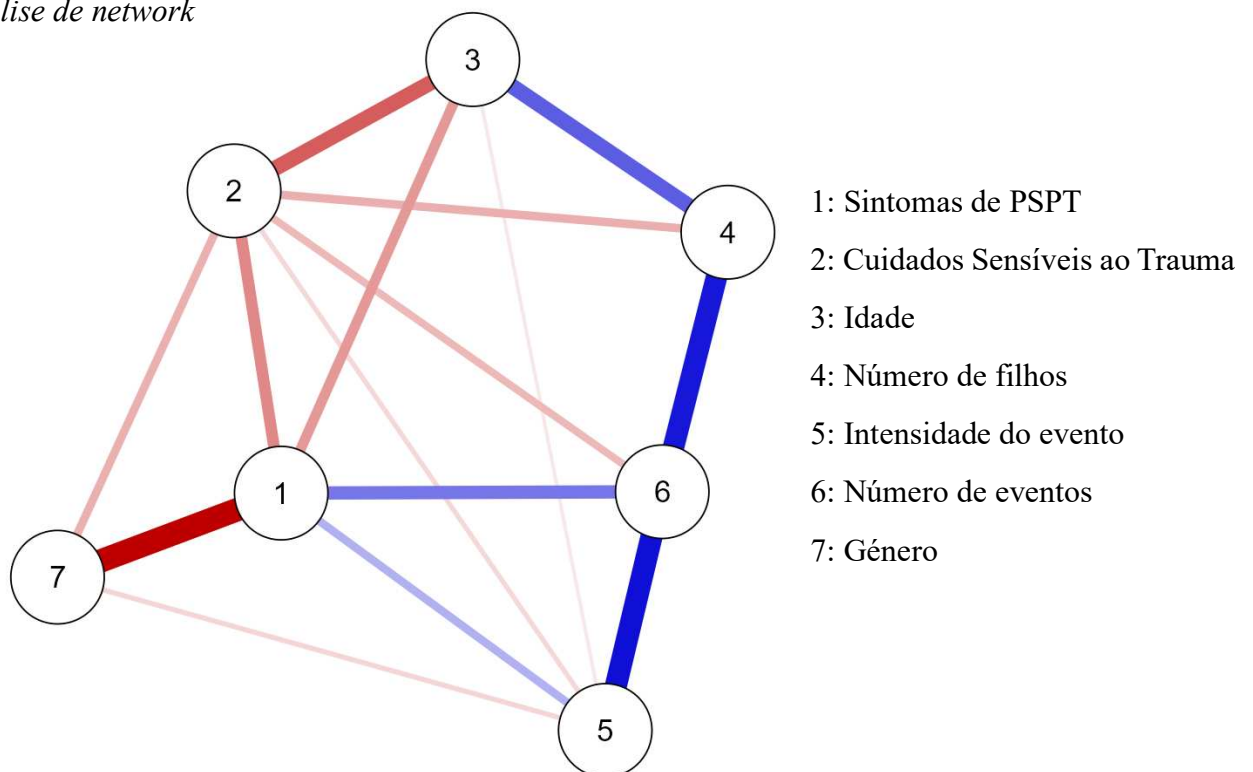 lise de network
3
2
4
1
6
7
5
1: Sintomas de PSPT
2: Cuidados Sensíveis ao Trauma
3: Idade
4: Número de filhos
5: Intensidade do evento
6: Número de eventos
7: Género